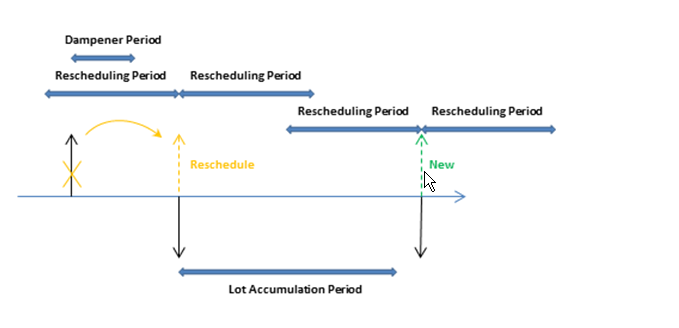 Dampener Period
Rescheduling Period Rescheduling Period
Rescheduling Period Rescheduling Period
Reschedule New
Lot Accumulation Period